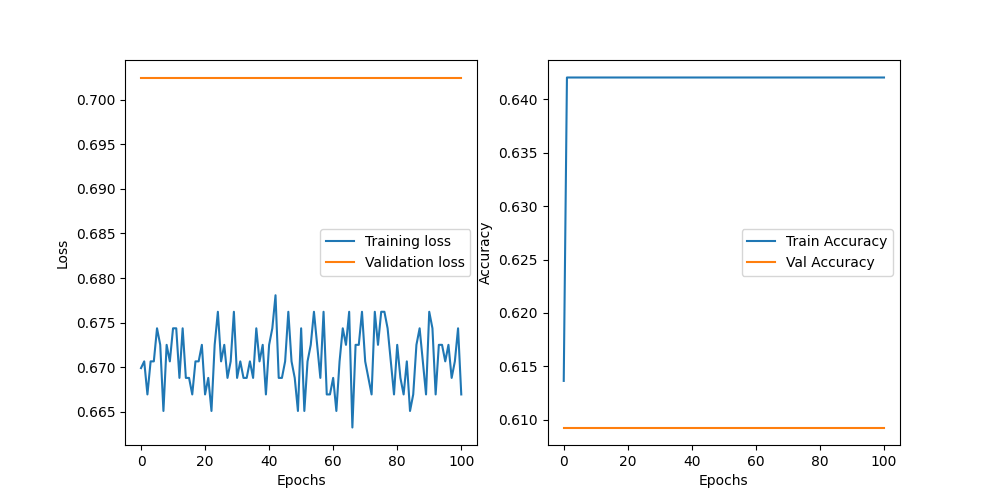 0.700
0.695
0.690
0.685
0.680
0.675
0.670
0.665
Loss
0 20 40 60 80 100
Epochs
Training loss
Validation loss
0.640
0.635
0.630
0.625
0.620
0.615
0.610
Accuracy
0 20 40 60 80 100
Epochs
Train Accuracy
Val Accuracy